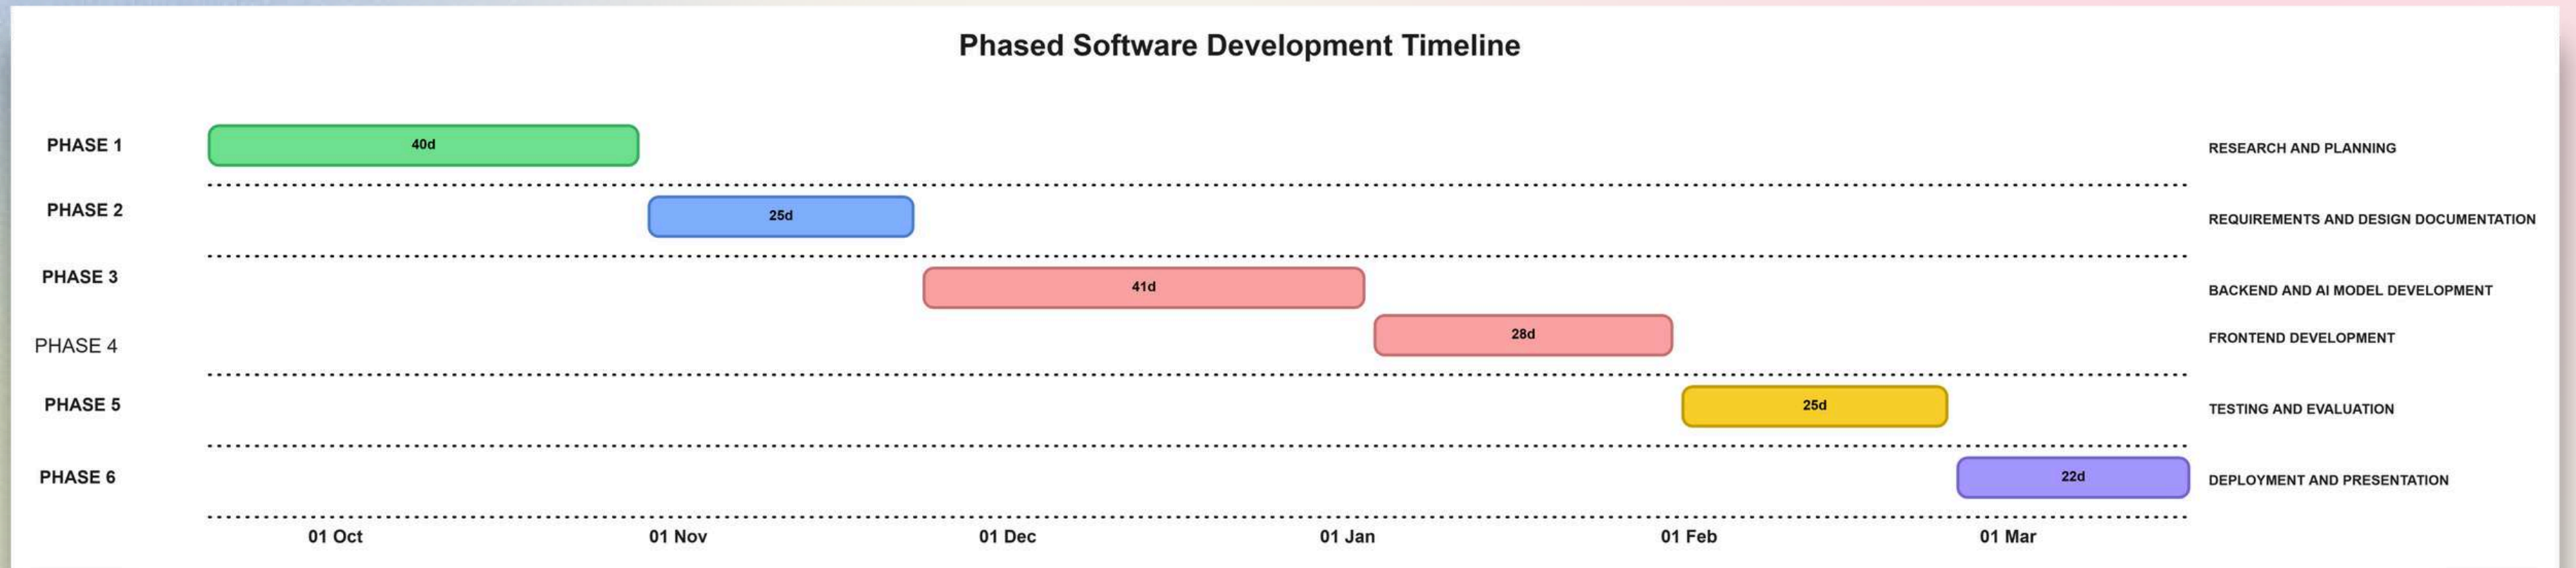 Phased Software Development Timeline
PHASE 1
40d
RESEARCH AND PLANNING
PHASE 2
25d
REQUIREMENTS AND DESIGN DOCUMENTATION
PHASE 3
41d
BACKEND AND AI MODEL DEVELOPMENT
PHASE 4
28d
FRONTEND DEVELOPMENT
PHASE 5
25d
TESTING AND EVALUATION
PHASE 6
22d
DEPLOYMENT AND PRESENTATION
01 Oct 01 Nov 01 Dec 01 Jan 01 Feb 01 Mar